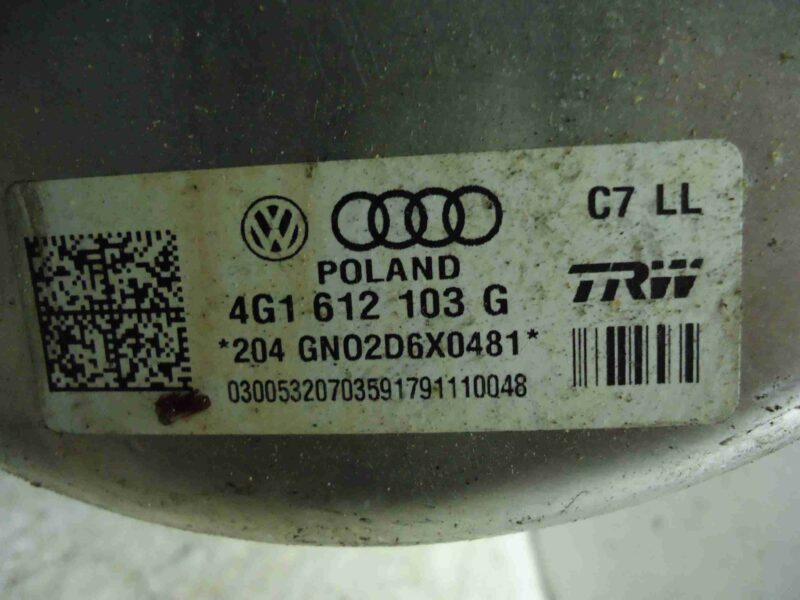 C7 LL
POLAND
TRW
4G1 612 103 G
*204 GN02D6X0481*
03005320703591791110048